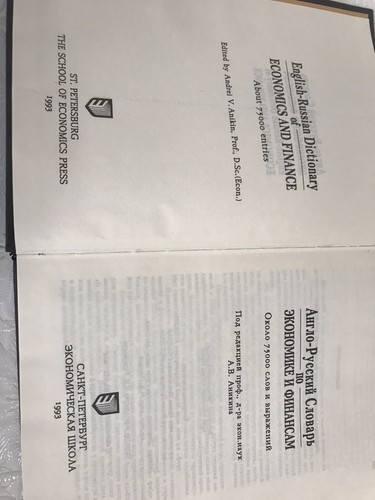 English-Russian Dictionary
of
ECONOMICS AND FINANCE
About 75000 entries
Edited by Andrei V.Anikin, Prof., D.Sc.(Econ.)
ST. PETERSBURG
THE SCHOOL OF ECONOMICS PRESS
1993
Англо-Русский Словарь
по
ЭКОНОМИКЕ И ФИНАНСАМ
Около 75000 слов и выражений
Под редакцией проф., д-ра экон.наук
А.В. Аникина
САНКТ-ПЕТЕРБУРГ
ЭКОНОМИЧЕСКАЯ ШКОЛА
1993